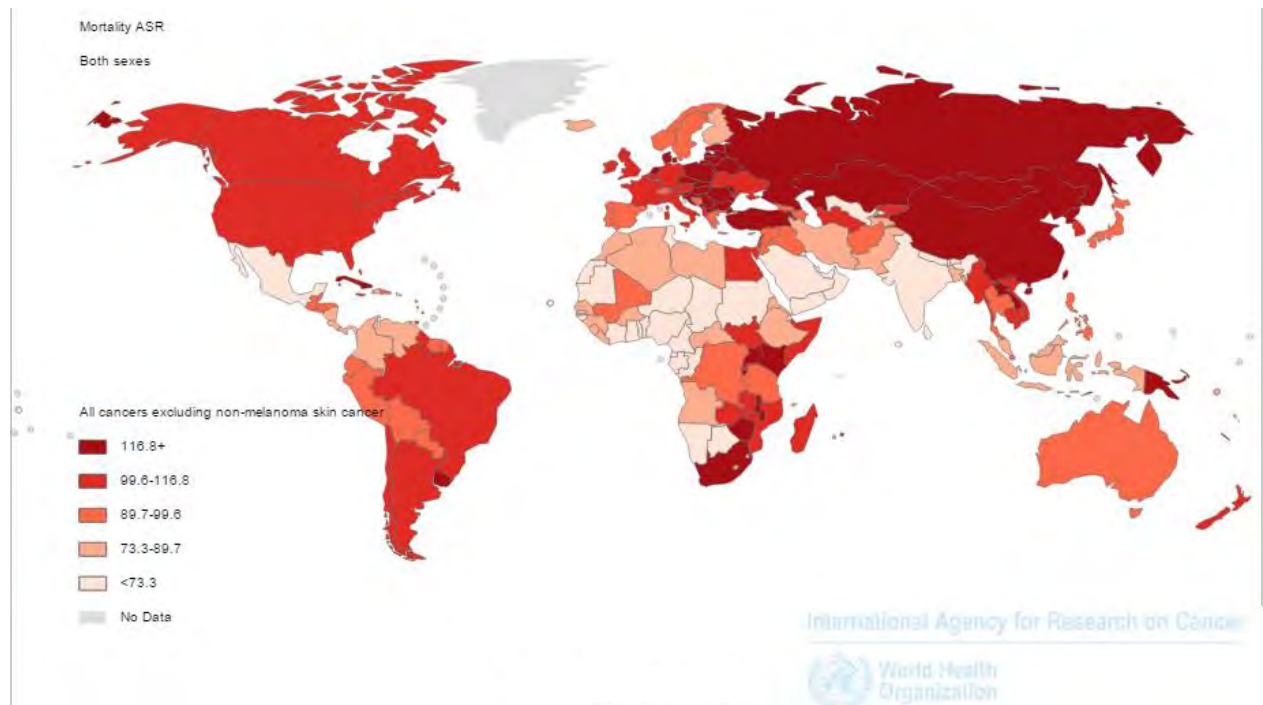 Mortality ASR
Both sexes
All cancers excluding non-melanoma skin cancer
116.8+
99.6-116.8
89.7-99.6
73.3-89.7
<73.3
No Data
International Agency for Research on Cancer
World Health
Organization